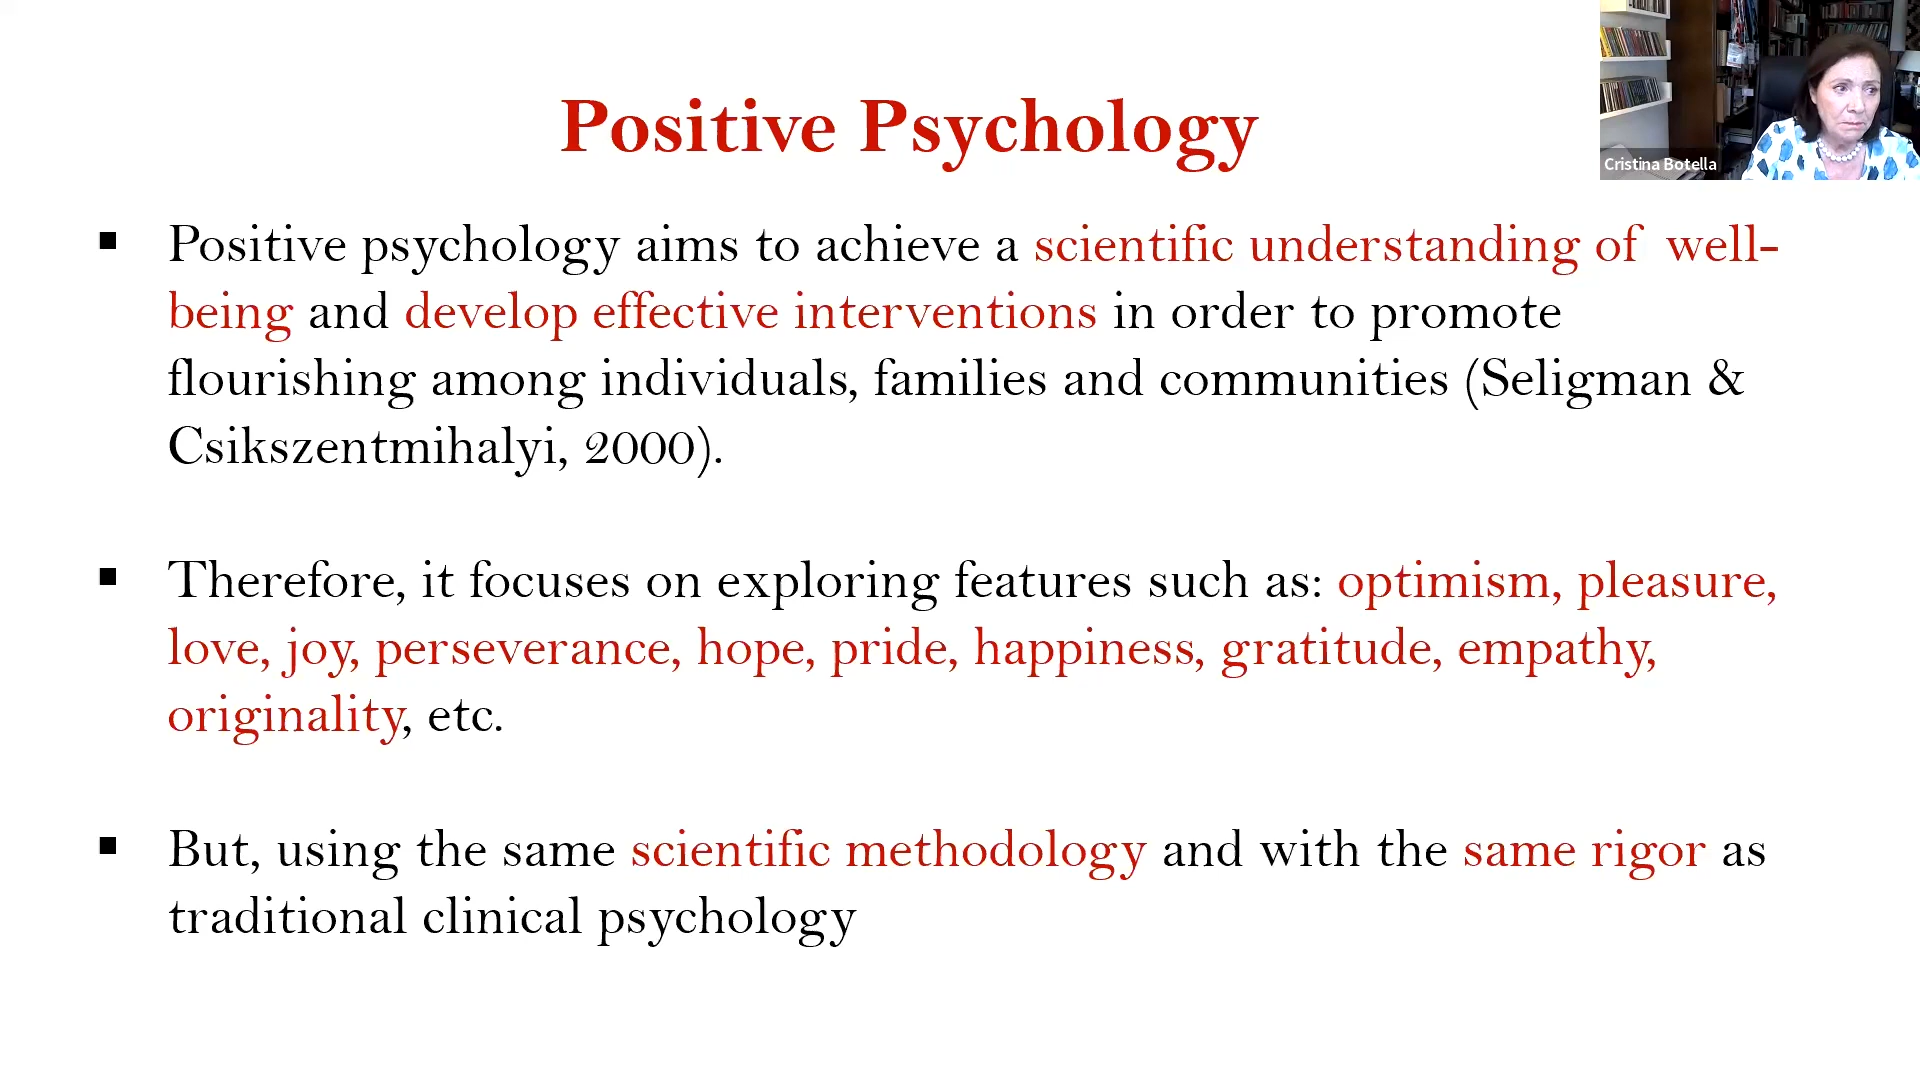 Positive Psychology
Cristina Botella
▪ Positive psychology aims to achieve a scientific understanding of well-
being and develop effective interventions in order to promote
flourishing among individuals, families and communities (Seligman &
Csikszentmihalyi, 2000).
▪ Therefore, it focuses on exploring features such as: optimism, pleasure,
love, joy, perseverance, hope, pride, happiness, gratitude, empathy,
originality, etc.
▪ But, using the same scientific methodology and with the same rigor as
traditional clinical psychology